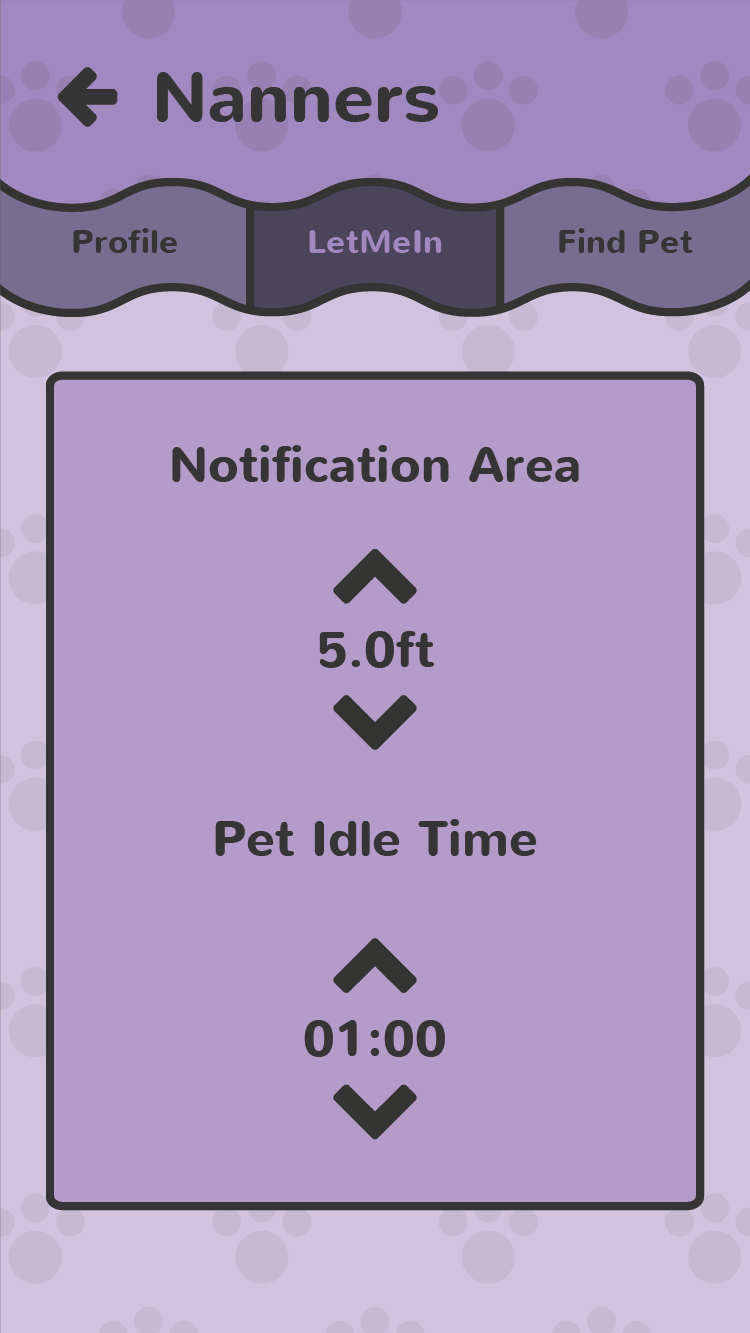 Nanners
Profile
LetMeIn
Find Pet
Notification Area
5.0ft
Pet Idle Time
01:00